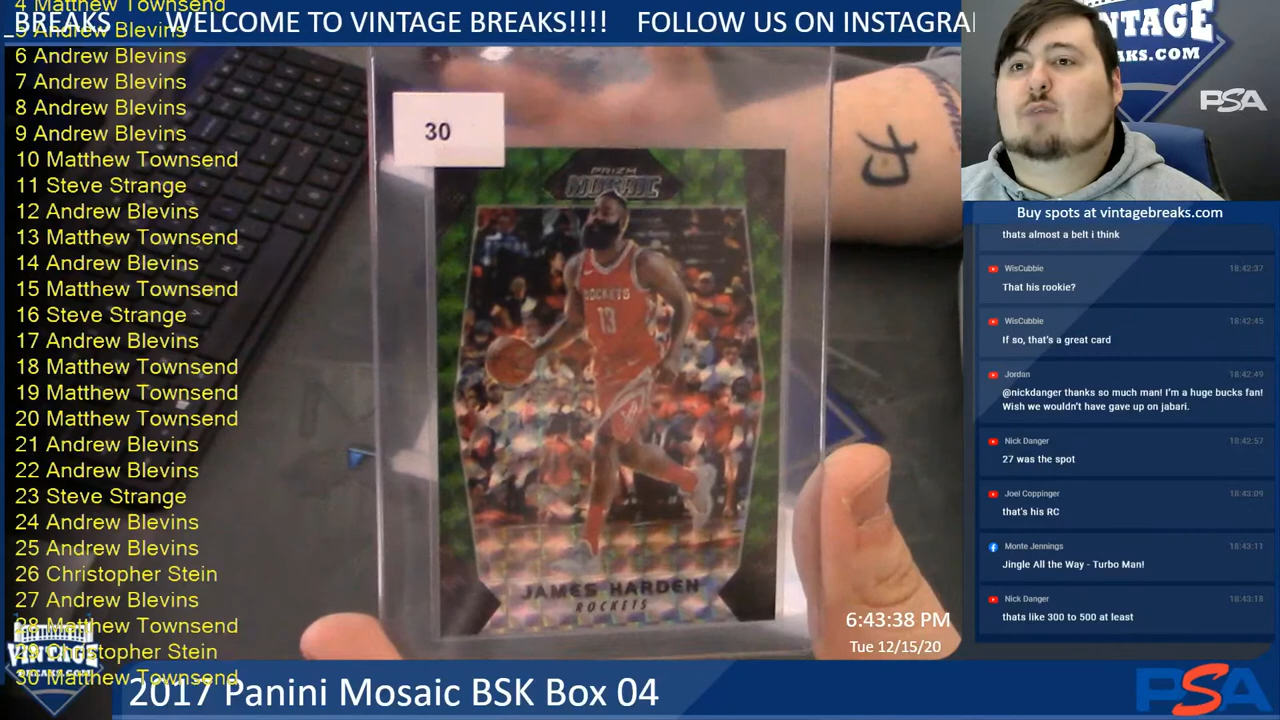 4 Matthew Townsend
_BREAKS WELCOME TO VINTAGE BREAKS!!!! FOLLOW US ON INSTAGRA
5 Andrew Blevins
6 Andrew Blevins
7 Andrew Blevins
8 Andrew Blevins
9 Andrew Blevins
10 Matthew Townsend
11 Steve Strange
12 Andrew Blevins
13 Matthew Townsend
14 Andrew Blevins
15 Matthew Townsend
16 Steve Strange
17 Andrew Blevins
18 Matthew Townsend
19 Matthew Townsend
20 Matthew Townsend
21 Andrew Blevins
22 Andrew Blevins
23 Steve Strange
24 Andrew Blevins
25 Andrew Blevins
26 Christopher Stein
27 Andrew Blevins
28 Matthew Townsend
29 Christopher Stein
30 Matthew Townsend
VINTAGE
BREAKS.COM
2017 Panini Mosaic BSK Box 04
30
PRIZM
MOSAIC
ROCKETS
13
JAMES HARDEN
ROCKETS
6:43:38 PM
Tue 12/15/20
VINTAGE
AKS.COM
PSA
Buy spots at vintagebreaks.com
thats almost a belt i think
WisCubbie 18:42:37
That his rookie?
WisCubbie 18:42:45
If so, that's a great card
Jordan 18:42:49
@nickdanger thanks so much man! I'm a huge bucks fan!
Wish we wouldn't have gave up on jabari.
Nick Danger 18:42:57
27 was the spot
Joel Coppinger 18:43:09
that's his RC
Monte Jennings 18:43:11
Jingle All the Way - Turbo Man!
Nick Danger 18:43:18
thats like 300 to 500 at least
PSA